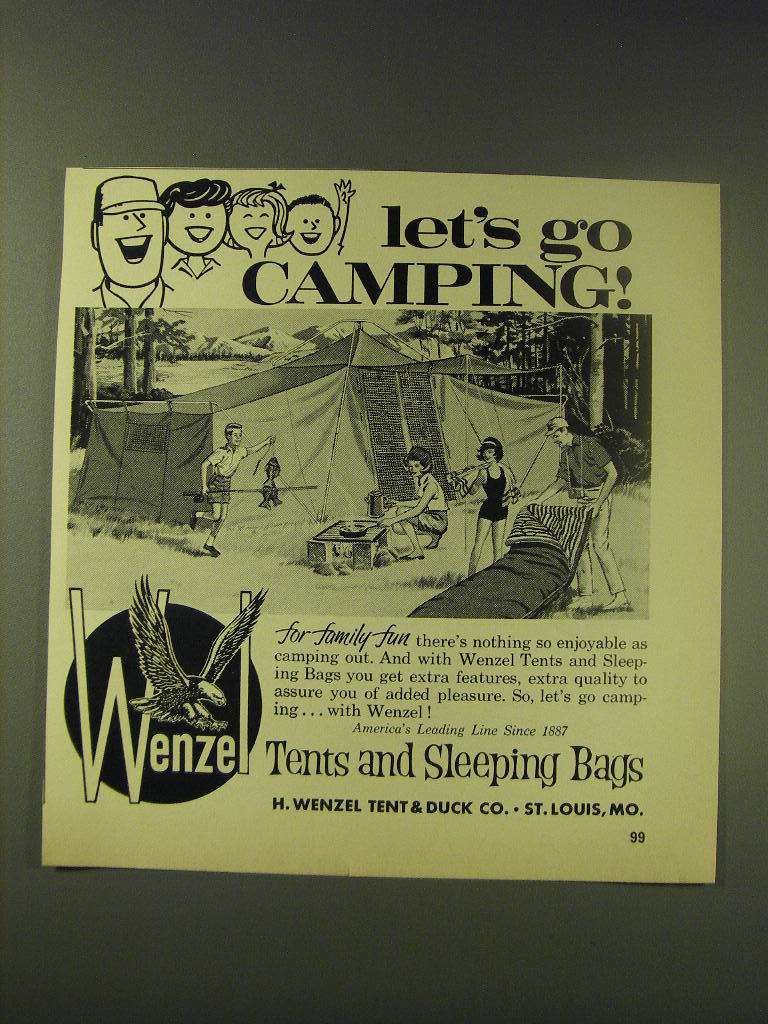 let's go
CAMPING!
for family fun there's nothing so enjoyable as
camping out. And with Wenzel Tents and Sleep-
ing Bags you get extra features, extra quality to
assure you of added pleasure. So, let's go camp-
ing... with Wenzel!
America's Leading Line Since 1887
Wenzel
Tents and Sleeping Bags
H. WENZEL TENT & DUCK CO. • ST. LOUIS, MO.
99